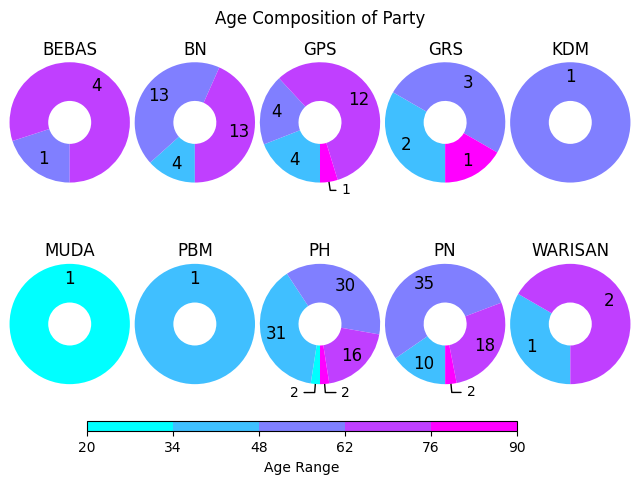 Age Composition of Party
BEBAS BN GPS GRS KDM
4 1
13 13 4
12 4 4 1
3 2 1
1
MUDA PBM PH PN WARISAN
1
1
30 31 16 2 2
35 18 10 2
2 1
20 34 48 62 76 90
Age Range